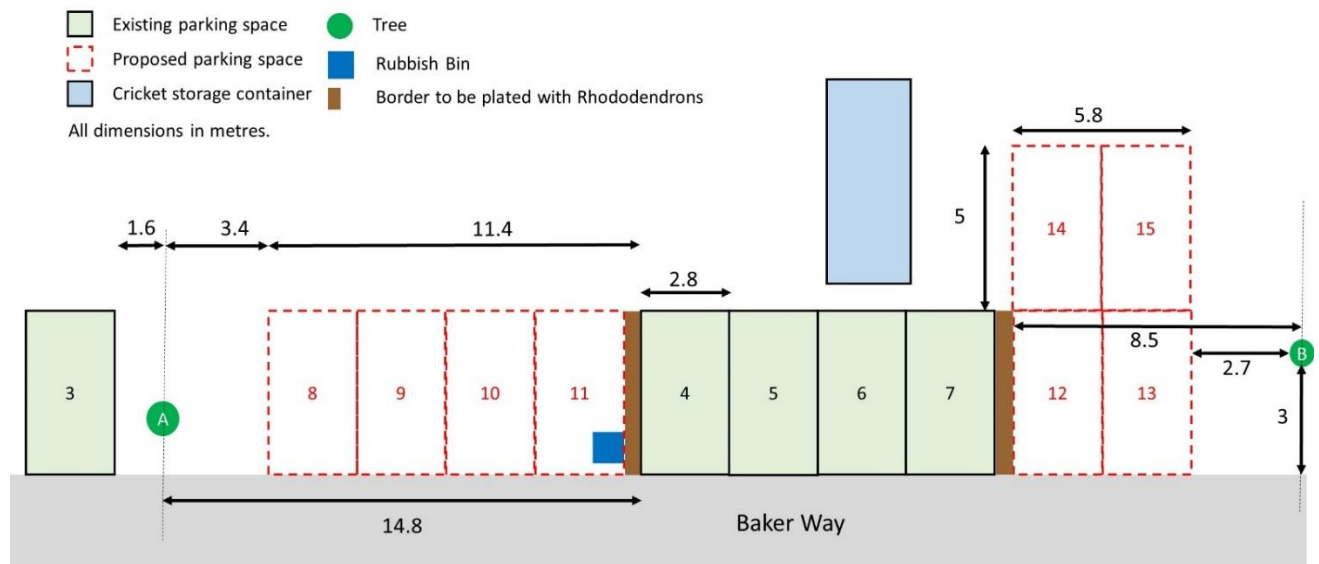 Existing parking space
Tree
Proposed parking space
Rubbish Bin
Cricket storage container
Border to be plated with Rhododendrons
All dimensions in metres.
5.8
1.6
3.4
11.4
5
14
15
2.8
8.5
2.7
B
3
8
9
10
11
4
5
6
7
12
13
3
A
14.8
Baker Way